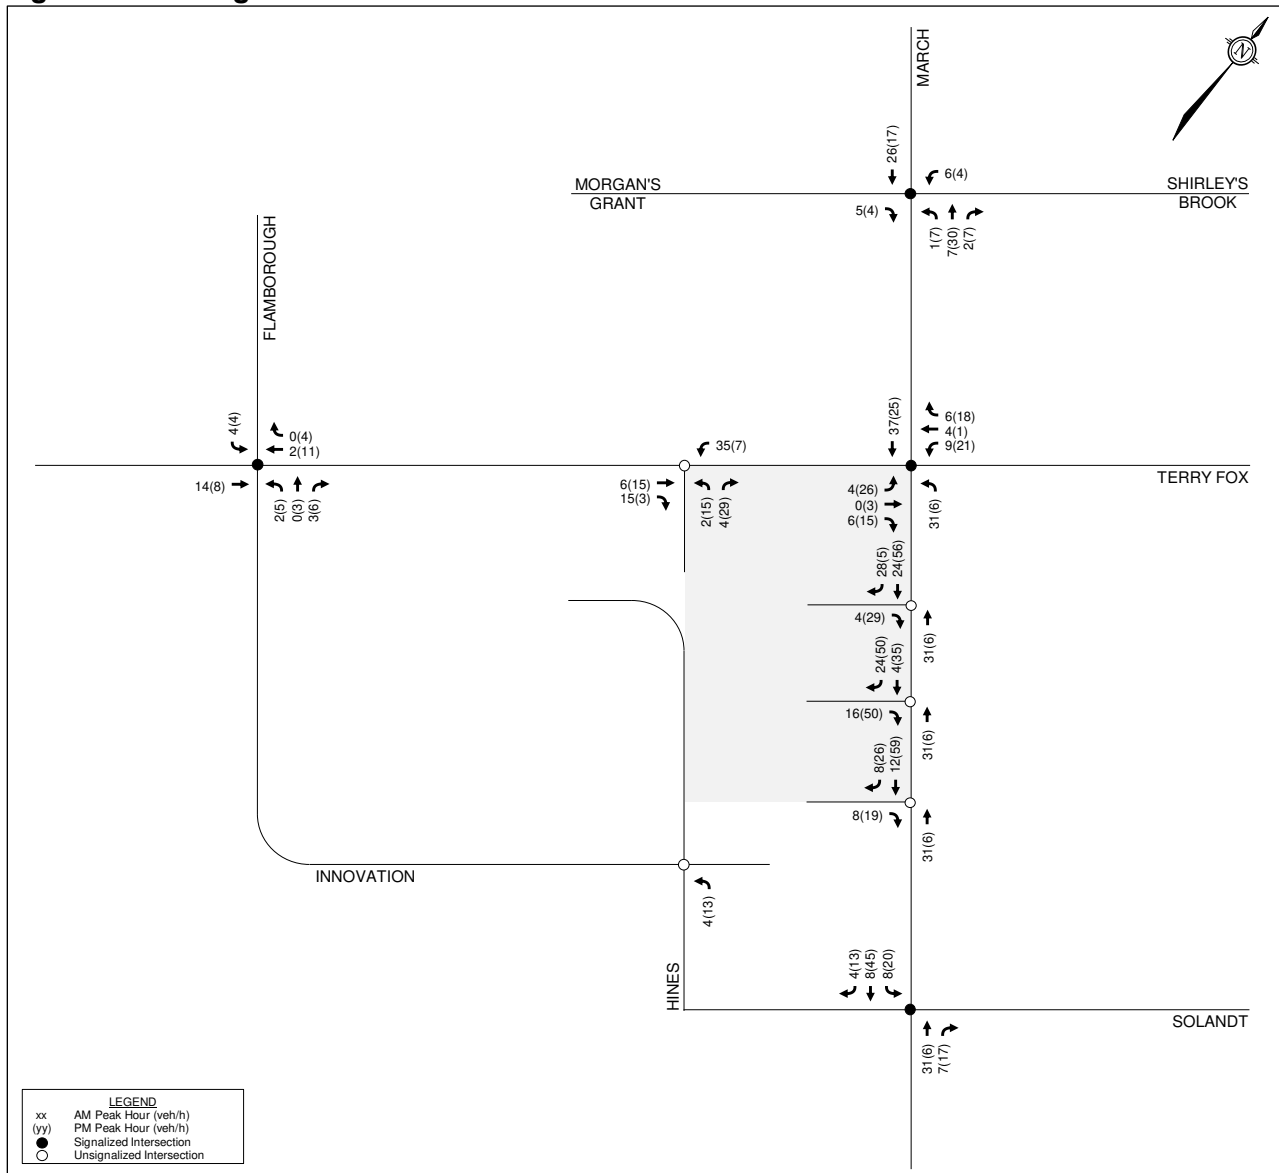 N
MARCH
26(17)
6(4)
MORGAN'S
GRANT
SHIRLEY'S
BROOK
5(4)
1(7)
7(30)
2(7)
FLAMBOROUGH
4(4)
0(4)
2(11)
14(8)
2(5)
0(3)
3(6)
35(7)
6(15)
15(3)
2(15)
4(29)
37(25)
6(18)
4(1)
9(21)
TERRY FOX
4(26)
0(3)
6(15)
31(6)
28(5)
24(56)
4(29)
31(6)
24(50)
4(35)
16(50)
31(6)
8(26)
12(59)
8(19)
31(6)
INNOVATION
4(13)
HINES
4(13)
8(45)
8(20)
SOLANDT
31(6)
7(17)
LEGEND
xx AM Peak Hour (veh/h)
(yy) PM Peak Hour (veh/h)
Signalized Intersection
Unsignalized Intersection